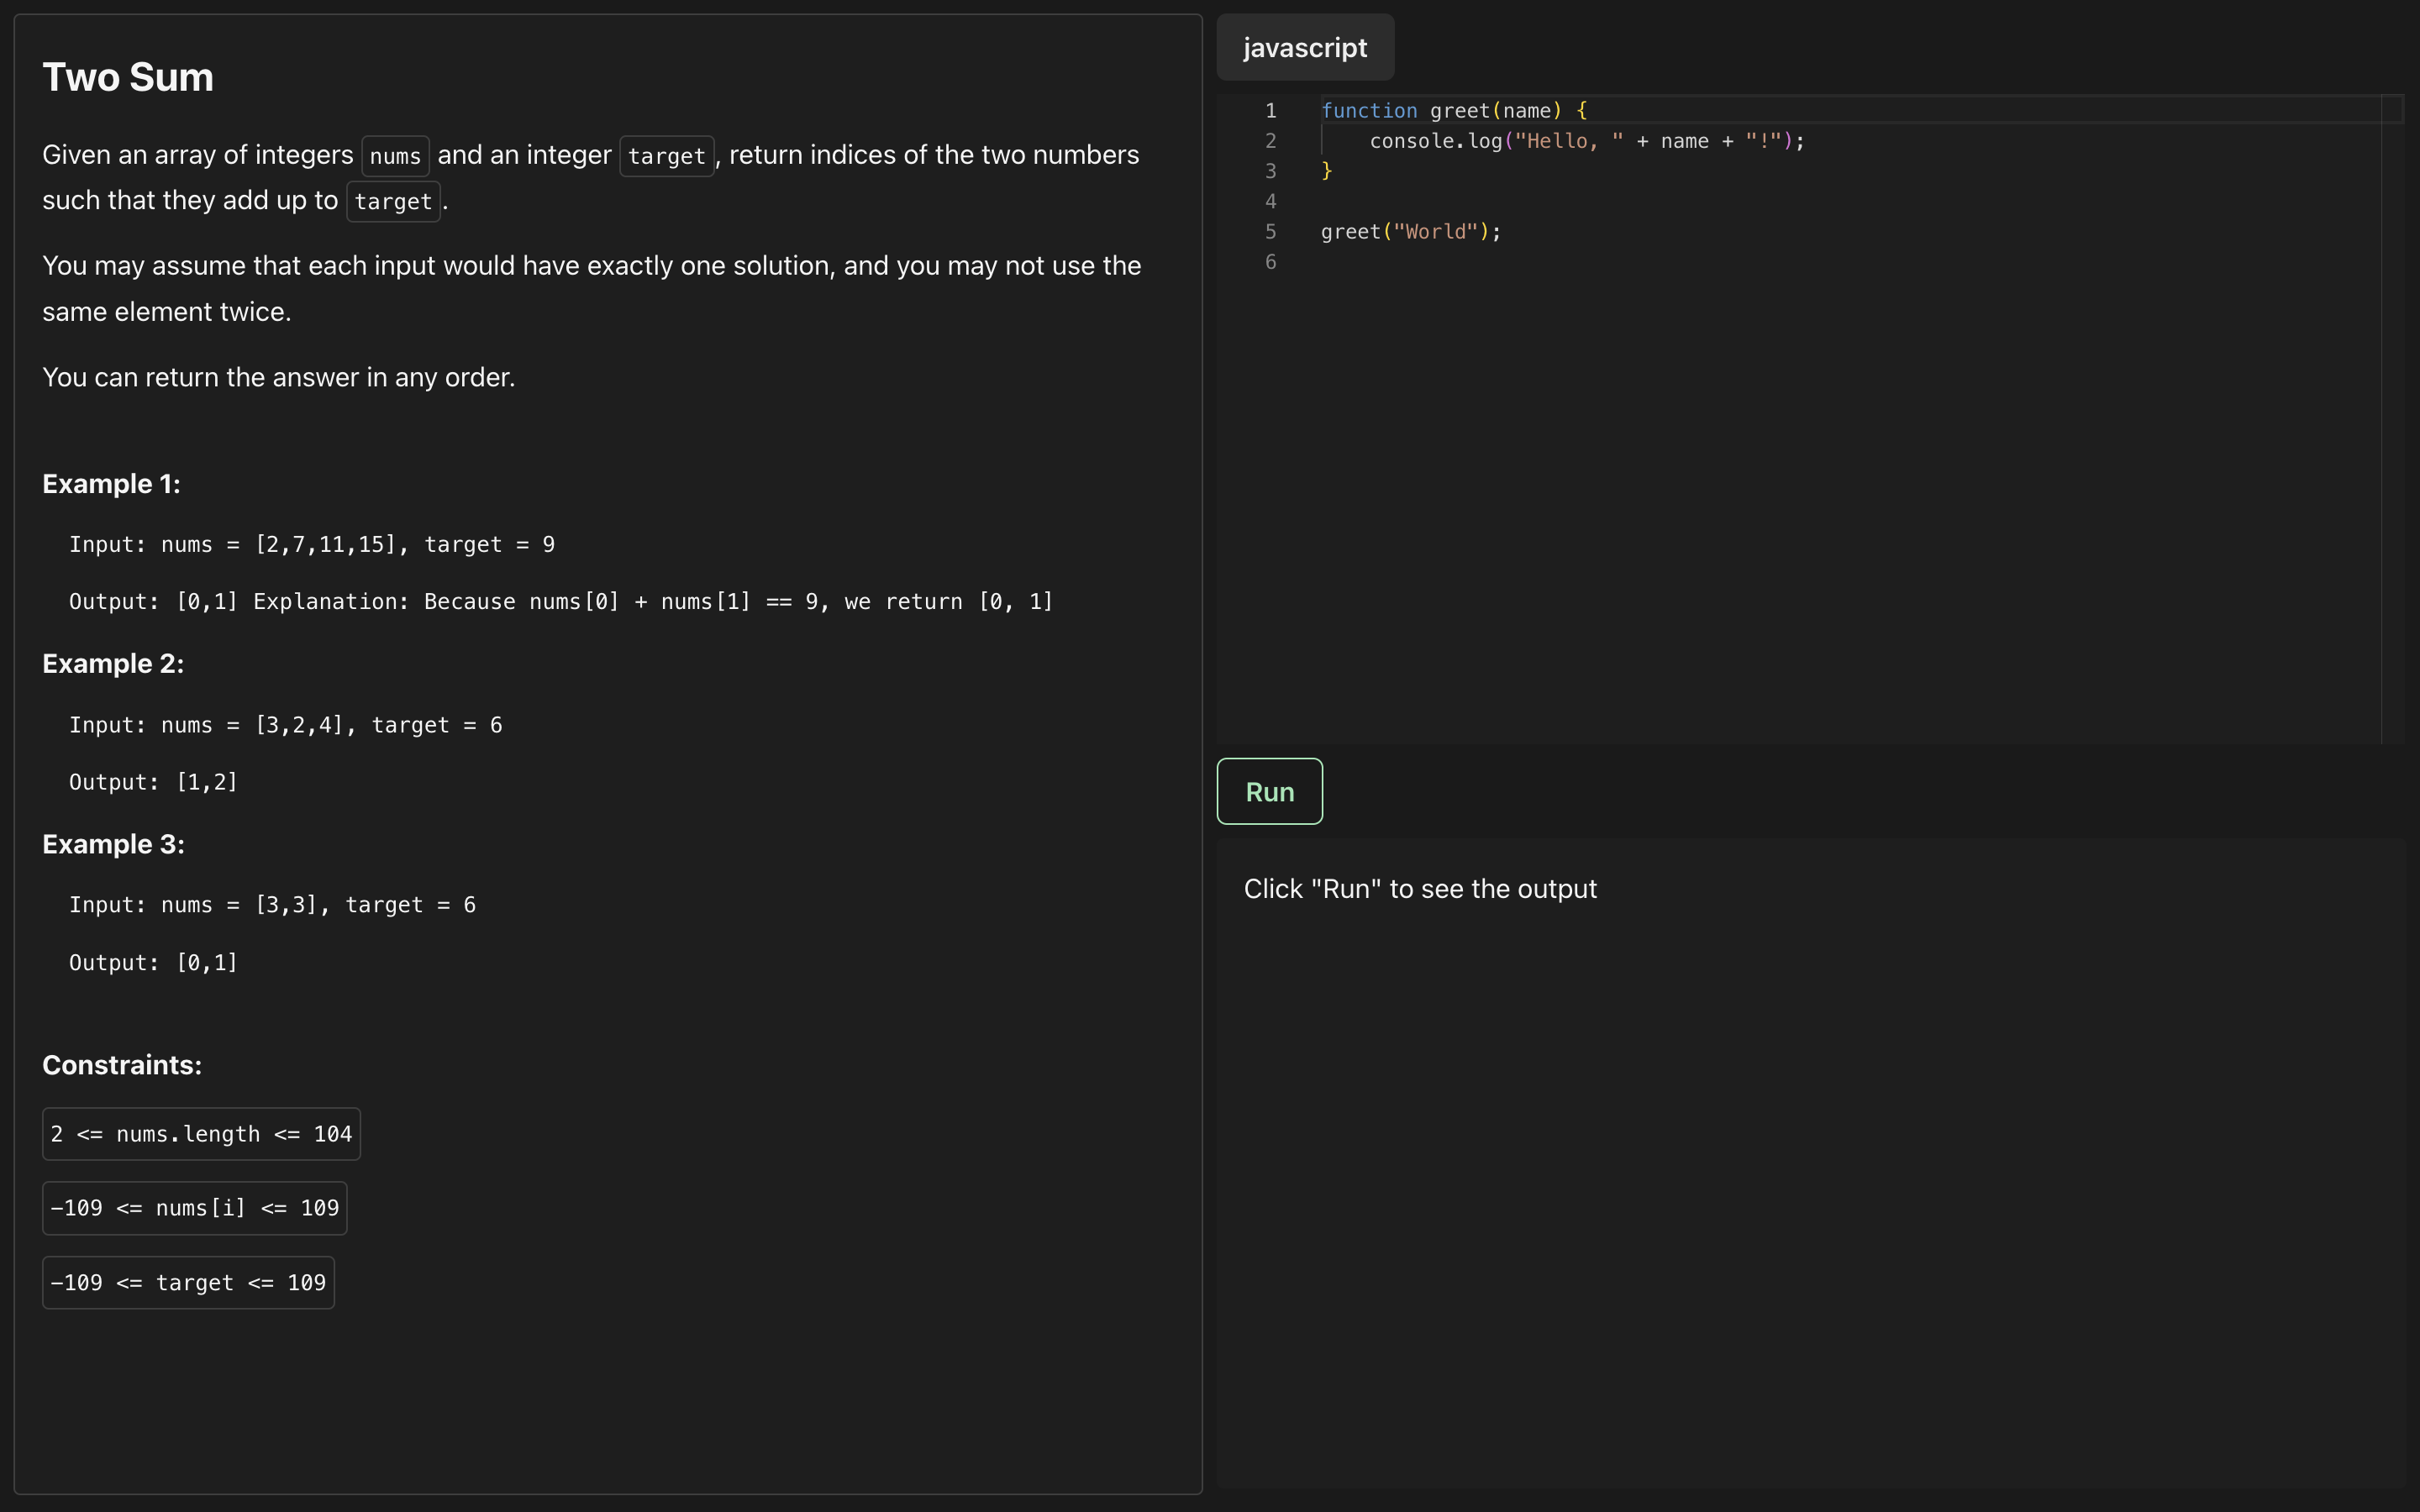 Two Sum
Given an array of integers nums and an integer target, return indices of the two numbers
such that they add up to target.
You may assume that each input would have exactly one solution, and you may not use the
same element twice.
You can return the answer in any order.
Example 1:
Input: nums = [2,7,11,15], target = 9
Output: [0,1] Explanation: Because nums[0] + nums[1] == 9, we return [0, 1]
Example 2:
Input: nums = [3,2,4], target = 6
Output: [1,2]
Example 3:
Input: nums = [3,3], target = 6
Output: [0,1]
Constraints:
2 <= nums.length <= 104
-109 <= nums[i] <= 109
-109 <= target <= 109
javascript
1 function greet(name) {
2     console.log("Hello, " + name + "!");
3 }
4
5 greet("World");
6
Run
Click "Run" to see the output